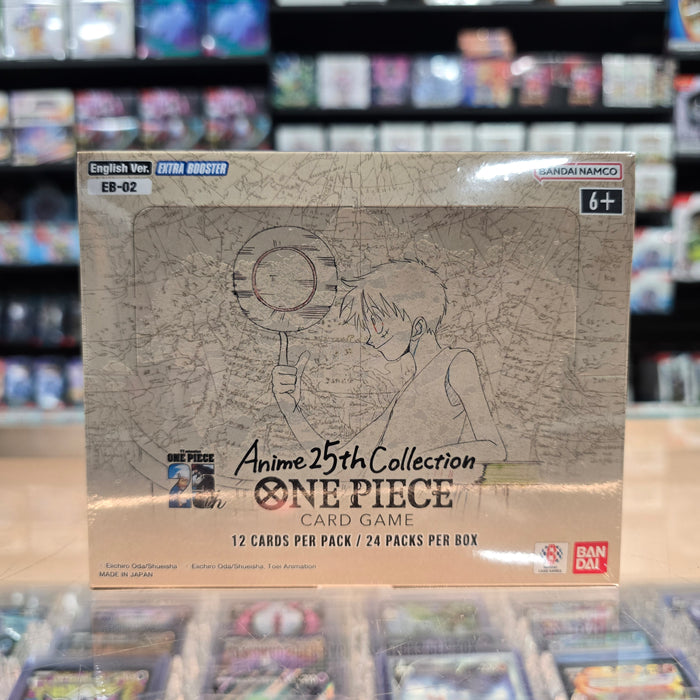 English Ver. EXTRA BOOSTER
EB-02
BANDAI NAMCO
6+
ONE PIECE
25th
Anime 25th Collection
ONE PIECE
CARD GAME
12 CARDS PER PACK / 24 PACKS PER BOX
Eiichiro Oda/Shueisha Eiichiro Oda/Shueisha, Toei Animation
MADE IN JAPAN
BANDAI